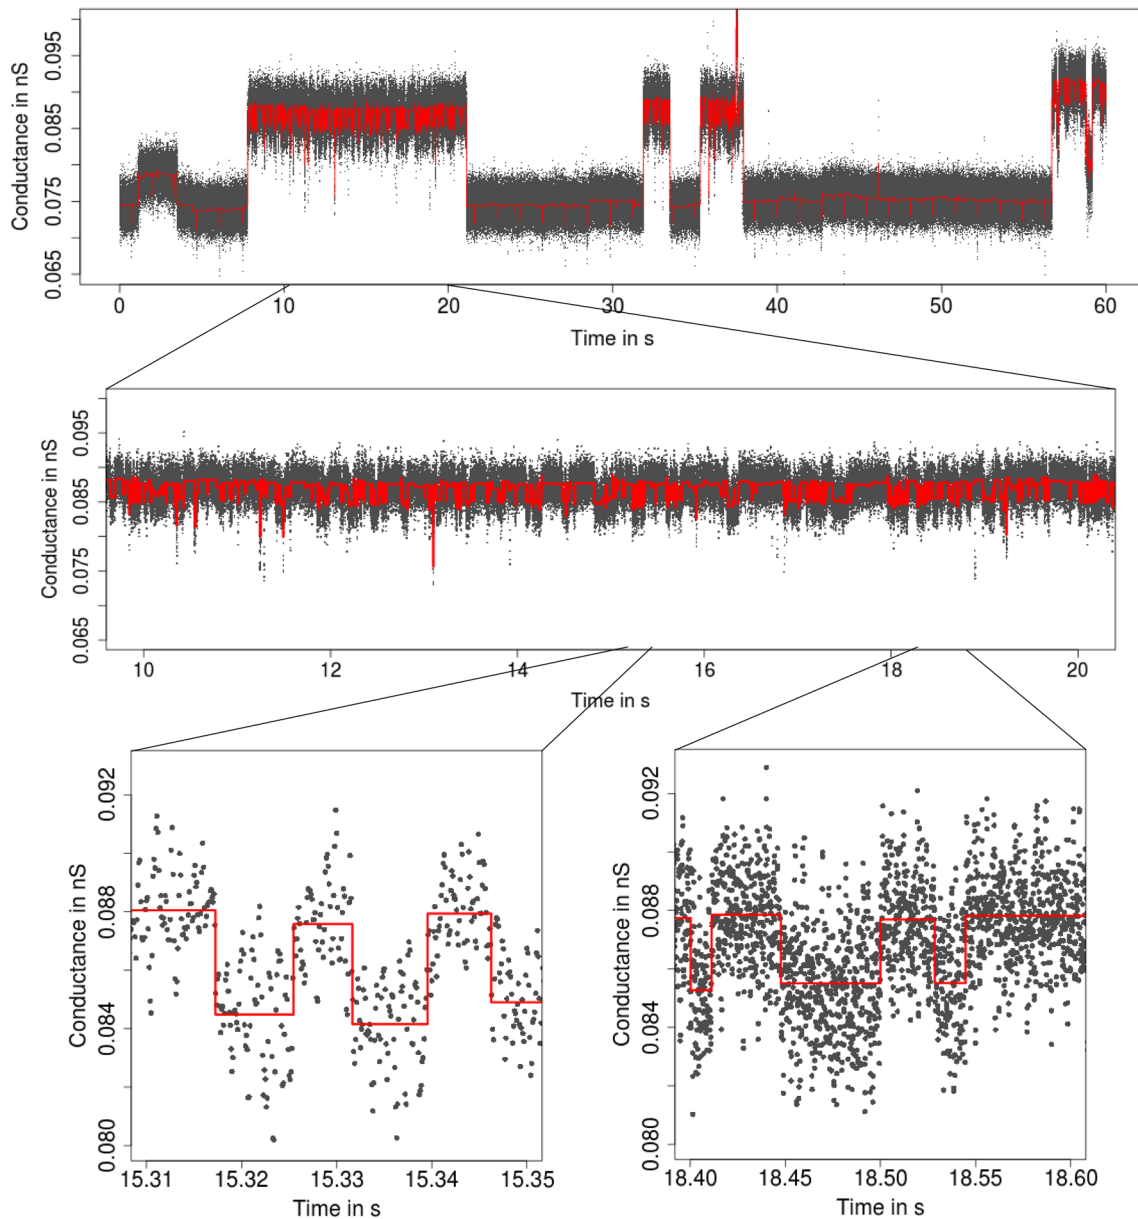 Conductance in nS
0.095
0.085
0.075
0.065
0 10 20 30 40 50 60
Time in s
Conductance in nS
0.095
0.085
0.075
0.065
10 12 14 16 18 20
Time in s
Conductance in nS
0.092
0.088
0.084
0.080
15.31 15.32 15.33 15.34 15.35
Time in s
Conductance in nS
0.092
0.088
0.084
0.080
18.40 18.45 18.50 18.55 18.60
Time in s